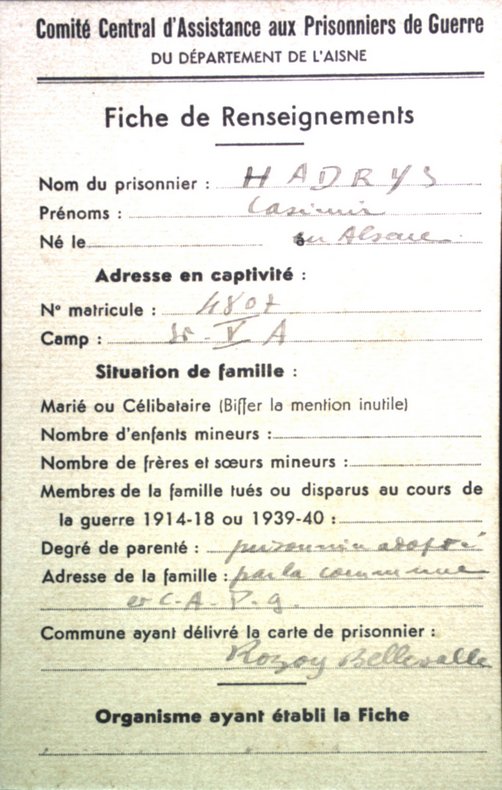 Comité Central d'Assistance aux Prisonniers de Guerre
DU DÉPARTEMENT DE L'AISNE
Fiche de Renseignements
Nom du prisonnier : HADRYS
Prénoms : Casimir
Né le en Alsace
Adresse en captivité :
N° matricule : 4807
Camp : V A
Situation de famille :
Marié ou Célibataire (Biffer la mention inutile)
Nombre d'enfants mineurs :
Nombre de frères et sœurs mineurs :
Membres de la famille tués ou disparus au cours de
la guerre 1914-18 ou 1939-40 :
Degré de parenté : prisonnier adopté
Adresse de la famille : par la commune
et C.A.P.G.
Commune ayant délivré la carte de prisonnier :
Rozoy Bellevalle
Organisme ayant établi la Fiche